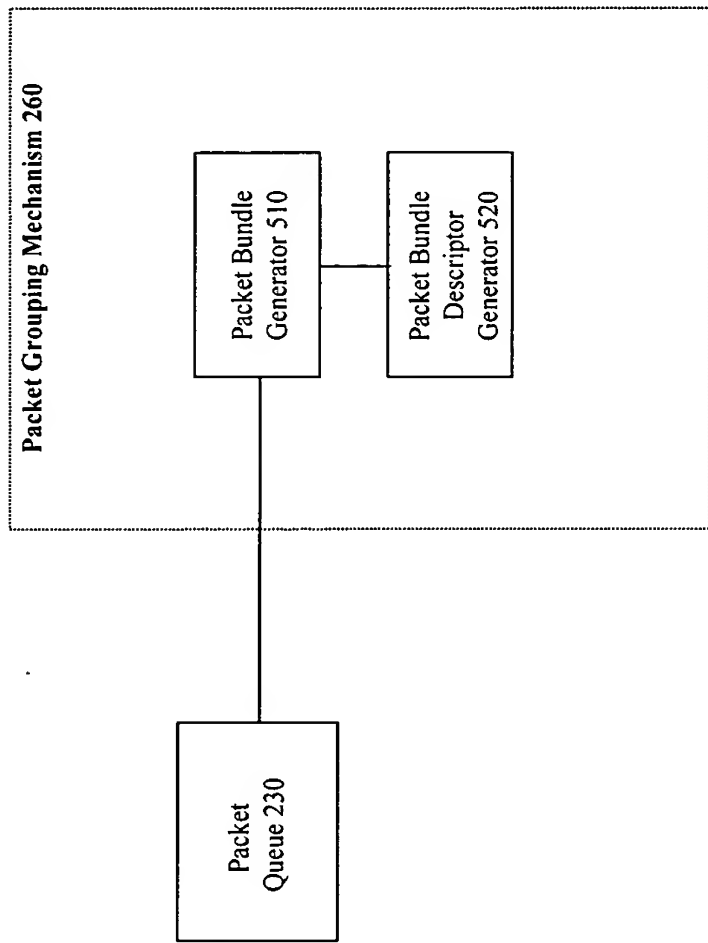 Packet Grouping Mechanism 260
Packet
Queue 230
Packet Bundle
Generator 510
Packet Bundle
Descriptor
Generator 520